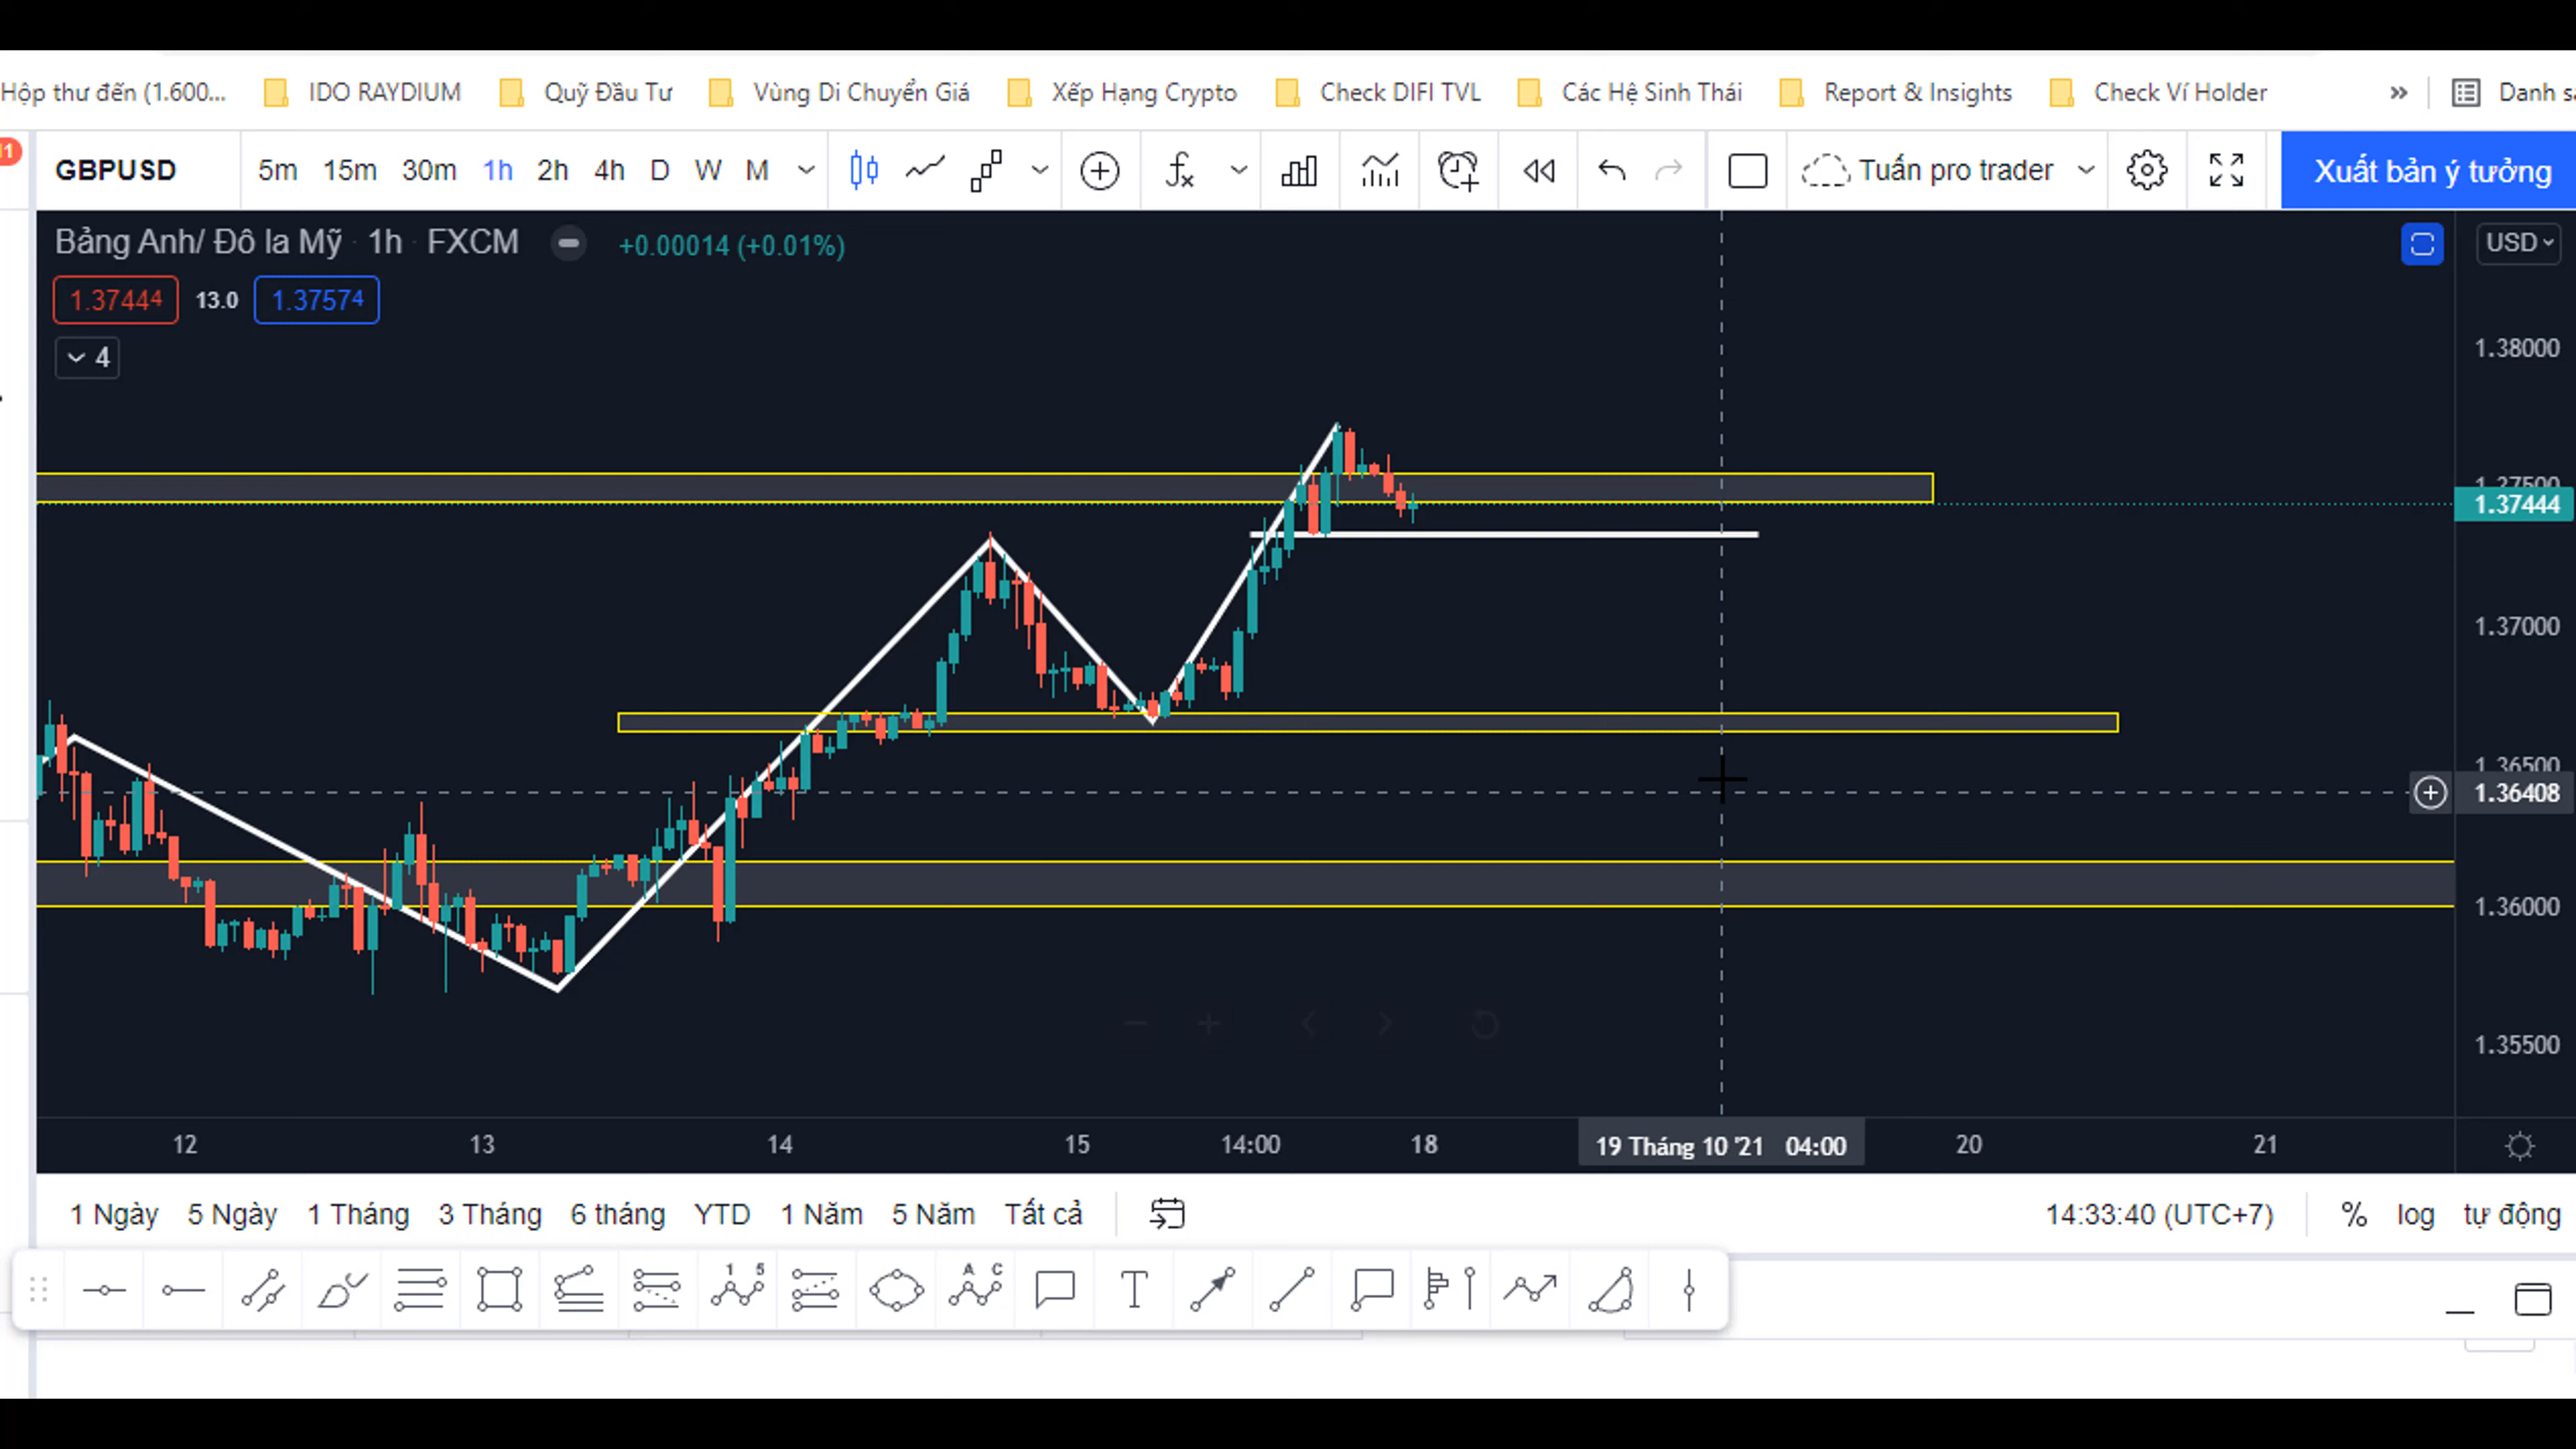 Hộp thư đến (1.600... IDO RAYDIUM Quỹ Đầu Tư Vùng Di Chuyển Giá Xếp Hạng Crypto Check DIFI TVL Các Hệ Sinh Thái Report & Insights Check Ví Holder » Danh
GBPUSD 5m 15m 30m 1h 2h 4h D W M Tuấn pro trader Xuất bản ý tưởng
Bảng Anh/ Đô la Mỹ · 1h · FXCM +0.00014 (+0.01%) USD
1.37444 13.0 1.37574
4
1.38000
1.37500
1.37444
1.37000
1.36500
1.36408
1.36000
1.35500
12 13 14 15 14:00 18 19 Tháng 10 '21 04:00 20 21
1 Ngày 5 Ngày 1 Tháng 3 Tháng 6 tháng YTD 1 Năm 5 Năm Tất cả 14:33:40 (UTC+7) % log tự động
1 5 A C T